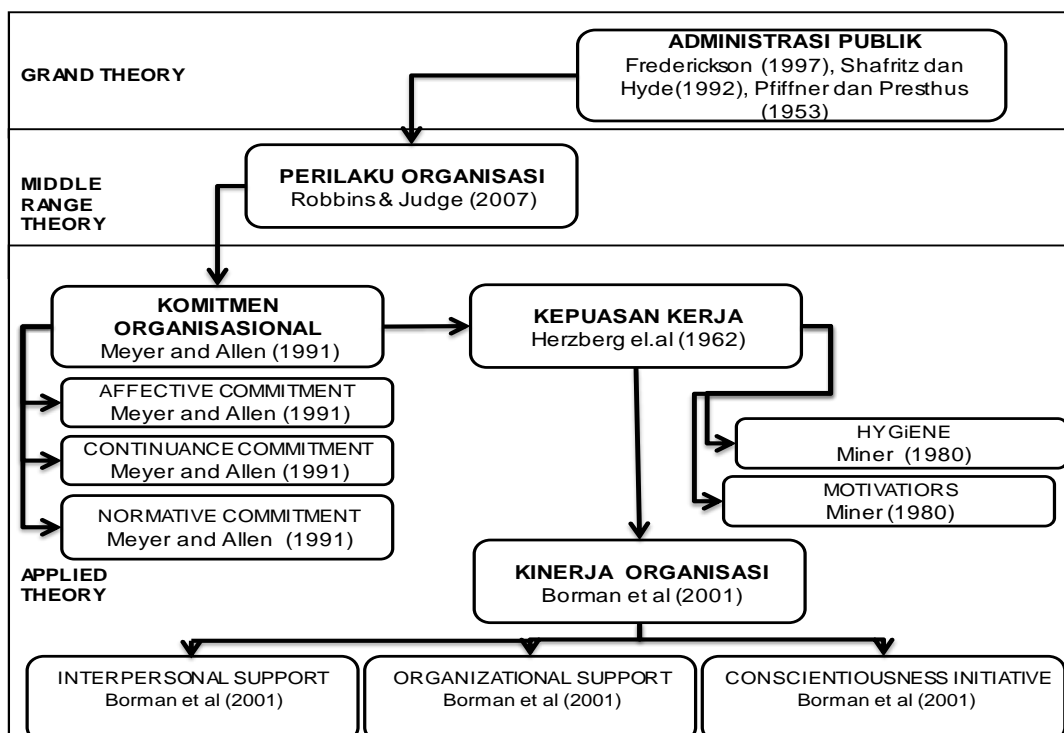 GRAND THEORY
ADMINISTRASI PUBLIK
Frederickson (1997), Shafritz dan
Hyde(1992), Pfiffner dan Presthus
(1953)
MIDDLE
RANGE
THEORY
PERILAKU ORGANISASI
Robbins & Judge (2007)
KOMITMEN
ORGANISASIONAL
Meyer and Allen (1991)
KEPUASAN KERJA
Herzberg el.al (1962)
AFFECTIVE COMMITMENT
Meyer and Allen (1991)
CONTINUANCE COMMITMENT
Meyer and Allen (1991)
NORMATIVE COMMITMENT
Meyer and Allen (1991)
HYGiENE
Miner (1980)
MOTIVATIORS
Miner (1980)
APPLIED
THEORY
KINERJA ORGANISASI
Borman et al (2001)
INTERPERSONAL SUPPORT
Borman et al (2001)
ORGANIZATIONAL SUPPORT
Borman et al (2001)
CONSCIENTIOUSNESS INITIATIVE
Borman et al (2001)